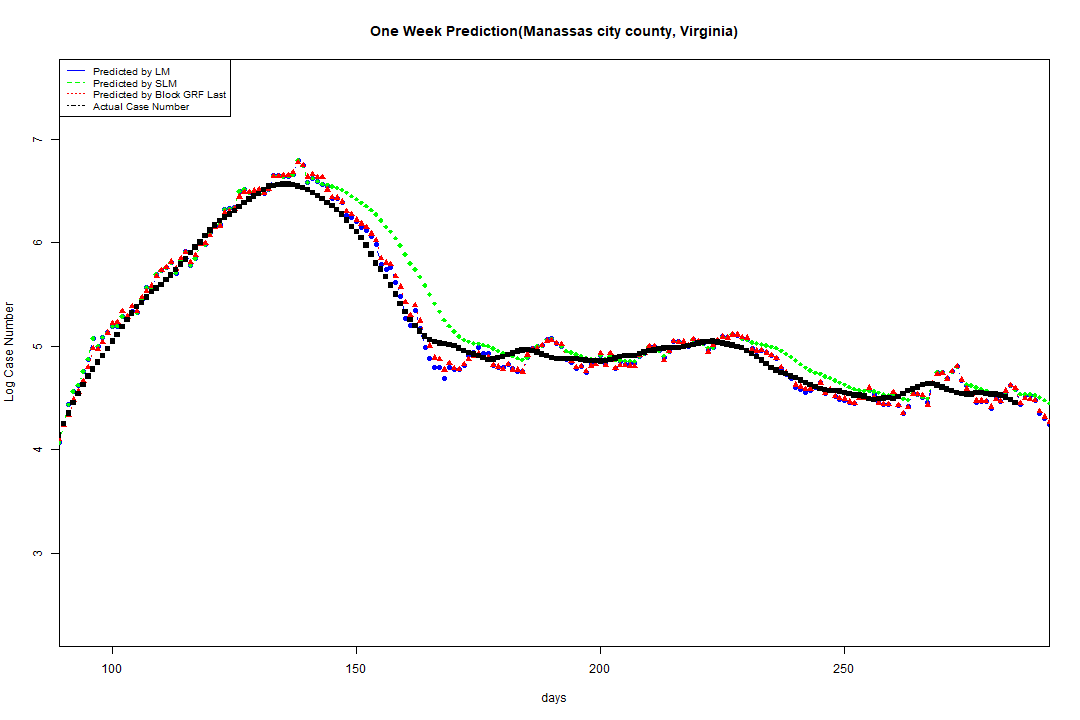 One Week Prediction(Manassas city county, Virginia)
Predicted by LM
Predicted by SLM
Predicted by Block GRF Last
Actual Case Number
7
6
5
4
3
Log Case Number
100 150 200 250
days